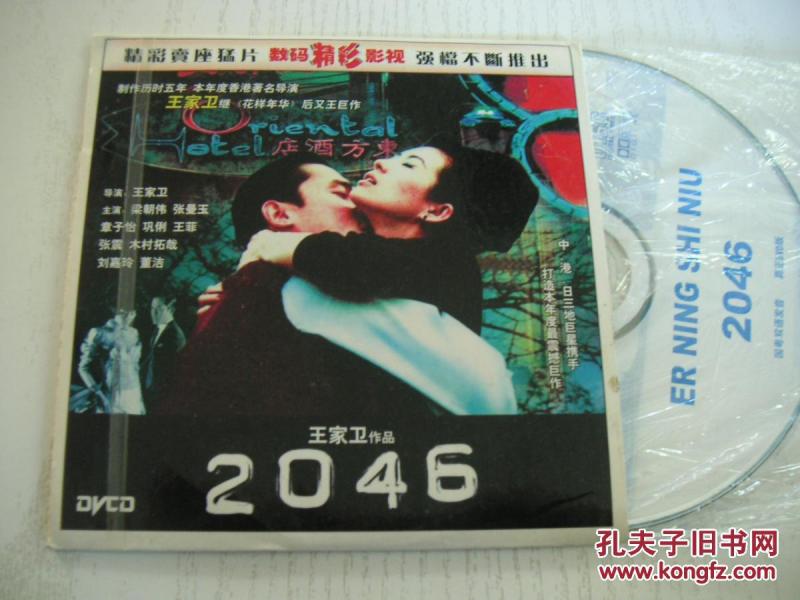 精彩賣座猛片 数码精彩影视 强檔不斷推出
制作历时五年 本年度香港著名导演
王家卫继《花样年华》后又王巨作
Oriental
Hotel 店酒方東
导演：王家卫
主演：梁朝伟 张曼玉
章子怡 巩俐 王菲
张震 木村拓哉
刘嘉玲 董洁
中 港 日三地巨星携手
打造本年度最震撼巨作
王家卫作品
2046
DVCD
ER NING SHI NIU
2046
国粤双语发音
孔夫子旧书网
www.kongfz.com